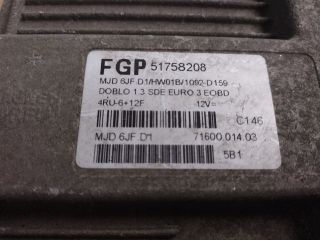 FGP 51758208
MJD 6JF.D1/HW01B/1092-D159
DOBLO 1.3 SDE EURO 3 EOBD
4RU-6+12F 12V=
C146
MJD 6JF D1 71600.014.03
5B1